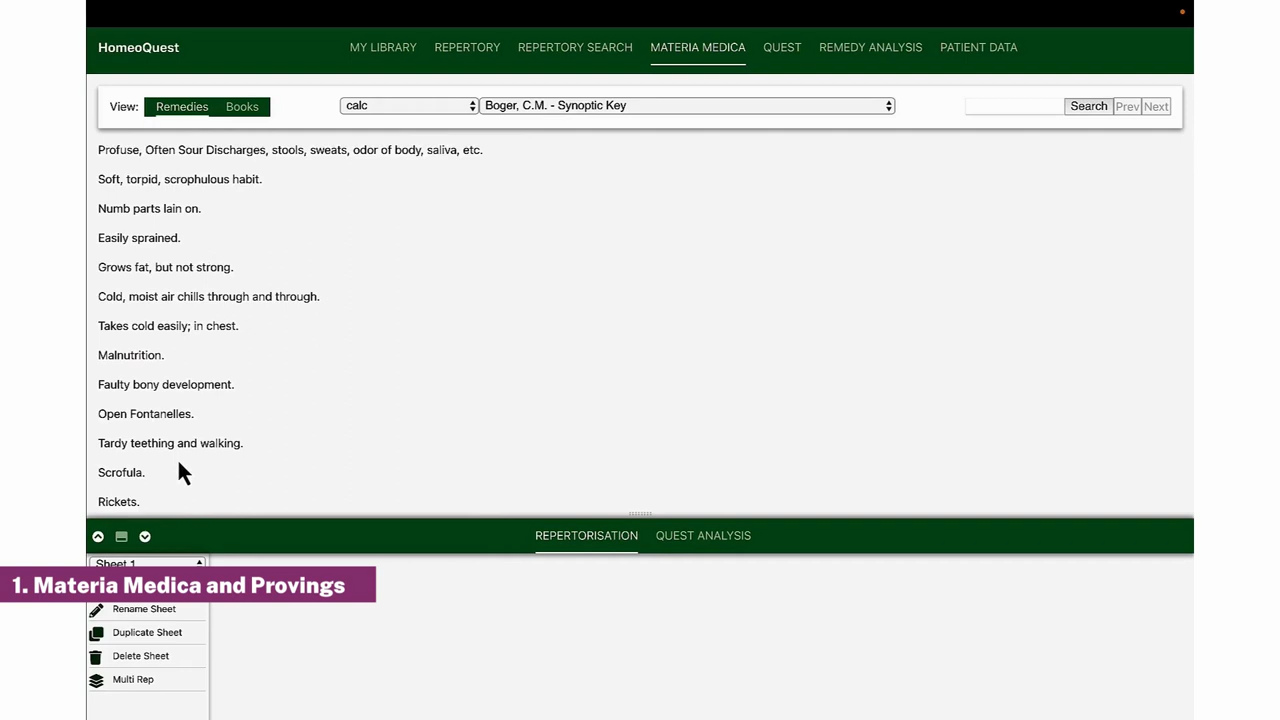 HomeoQuest
MY LIBRARY
REPERTORY
REPERTORY SEARCH
MATERIA MEDICA
QUEST
REMEDY ANALYSIS
PATIENT DATA
View:
Remedies
Books
calc
Boger, C.M. - Synoptic Key
Search
Prev
Next
Profuse, Often Sour Discharges, stools, sweats, odor of body, saliva, etc.
Soft, torpid, scrophulous habit.
Numb parts lain on.
Easily sprained.
Grows fat, but not strong.
Cold, moist air chills through and through.
Takes cold easily; in chest.
Malnutrition.
Faulty bony development.
Open Fontanelles.
Tardy teething and walking.
Scrofula.
Rickets.
REPERTORISATION
QUEST ANALYSIS
Sheet 1
1. Materia Medica and Provings
Rename Sheet
Duplicate Sheet
Delete Sheet
Multi Rep